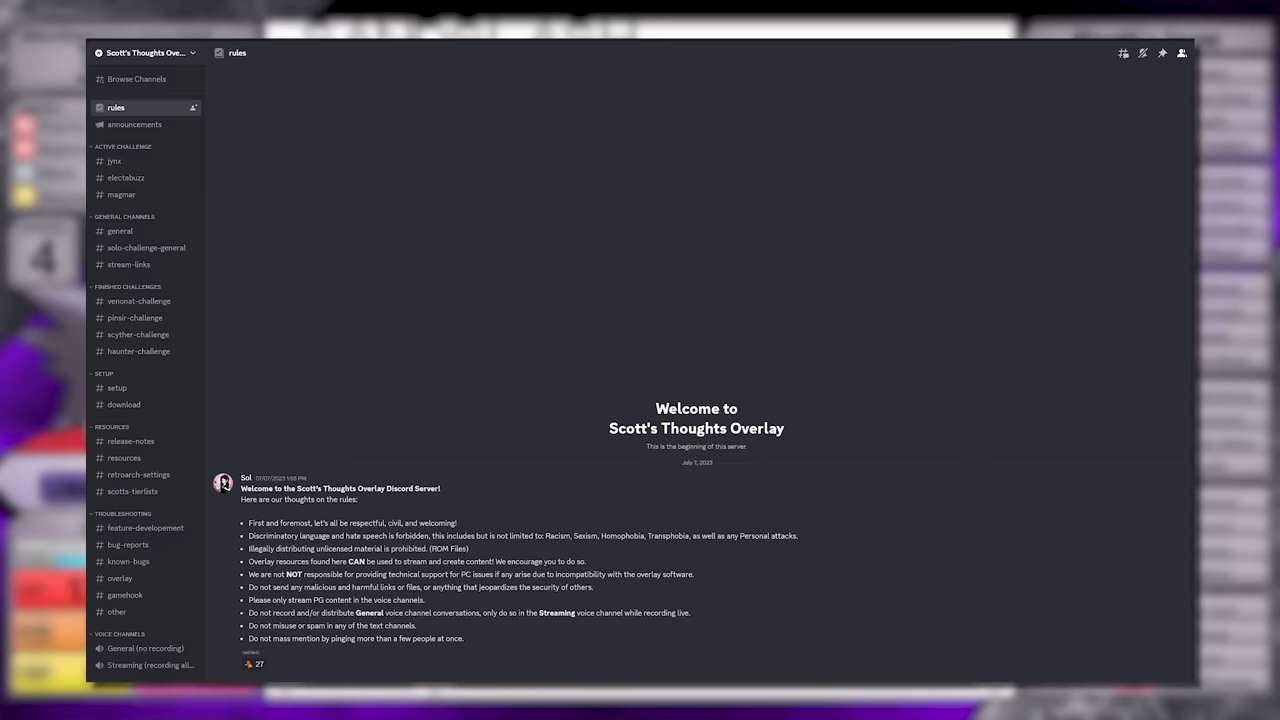 Scott's Thoughts Ove...
rules
Browse Channels
rules
announcements
ACTIVE CHALLENGE
jynx
electabuzz
magmar
GENERAL CHANNELS
general
solo-challenge-general
stream-links
FINISHED CHALLENGES
venonat-challenge
pinsir-challenge
scyther-challenge
haunter-challenge
SETUP
setup
download
RESOURCES
release-notes
resources
retroarch-settings
scotts-tierlists
TROUBLESHOOTING
feature-developement
bug-reports
known-bugs
overlay
gamehook
other
VOICE CHANNELS
General (no recording)
Streaming (recording all...
Welcome to
Scott's Thoughts Overlay
This is the beginning of this server.
July 7, 2023
Sol 07/07/2023 1:58 PM
Welcome to the Scott's Thoughts Overlay Discord Server!
Here are our thoughts on the rules:
• First and foremost, let's all be respectful, civil, and welcoming!
• Discriminatory language and hate speech is forbidden, this includes but is not limited to: Racism, Sexism, Homophobia, Transphobia, as well as any Personal attacks.
• Illegally distributing unlicensed material is prohibited. (ROM Files)
• Overlay resources found here CAN be used to stream and create content! We encourage you to do so.
• We are not NOT responsible for providing technical support for PC issues if any arise due to incompatibility with the overlay software.
• Do not send any malicious and harmful links or files, or anything that jeopardizes the security of others.
• Please only stream PG content in the voice channels.
• Do not record and/or distribute General voice channel conversations, only do so in the Streaming voice channel while recording live.
• Do not misuse or spam in any of the text channels.
• Do not mass mention by pinging more than a few people at once.
(edited)
27
4